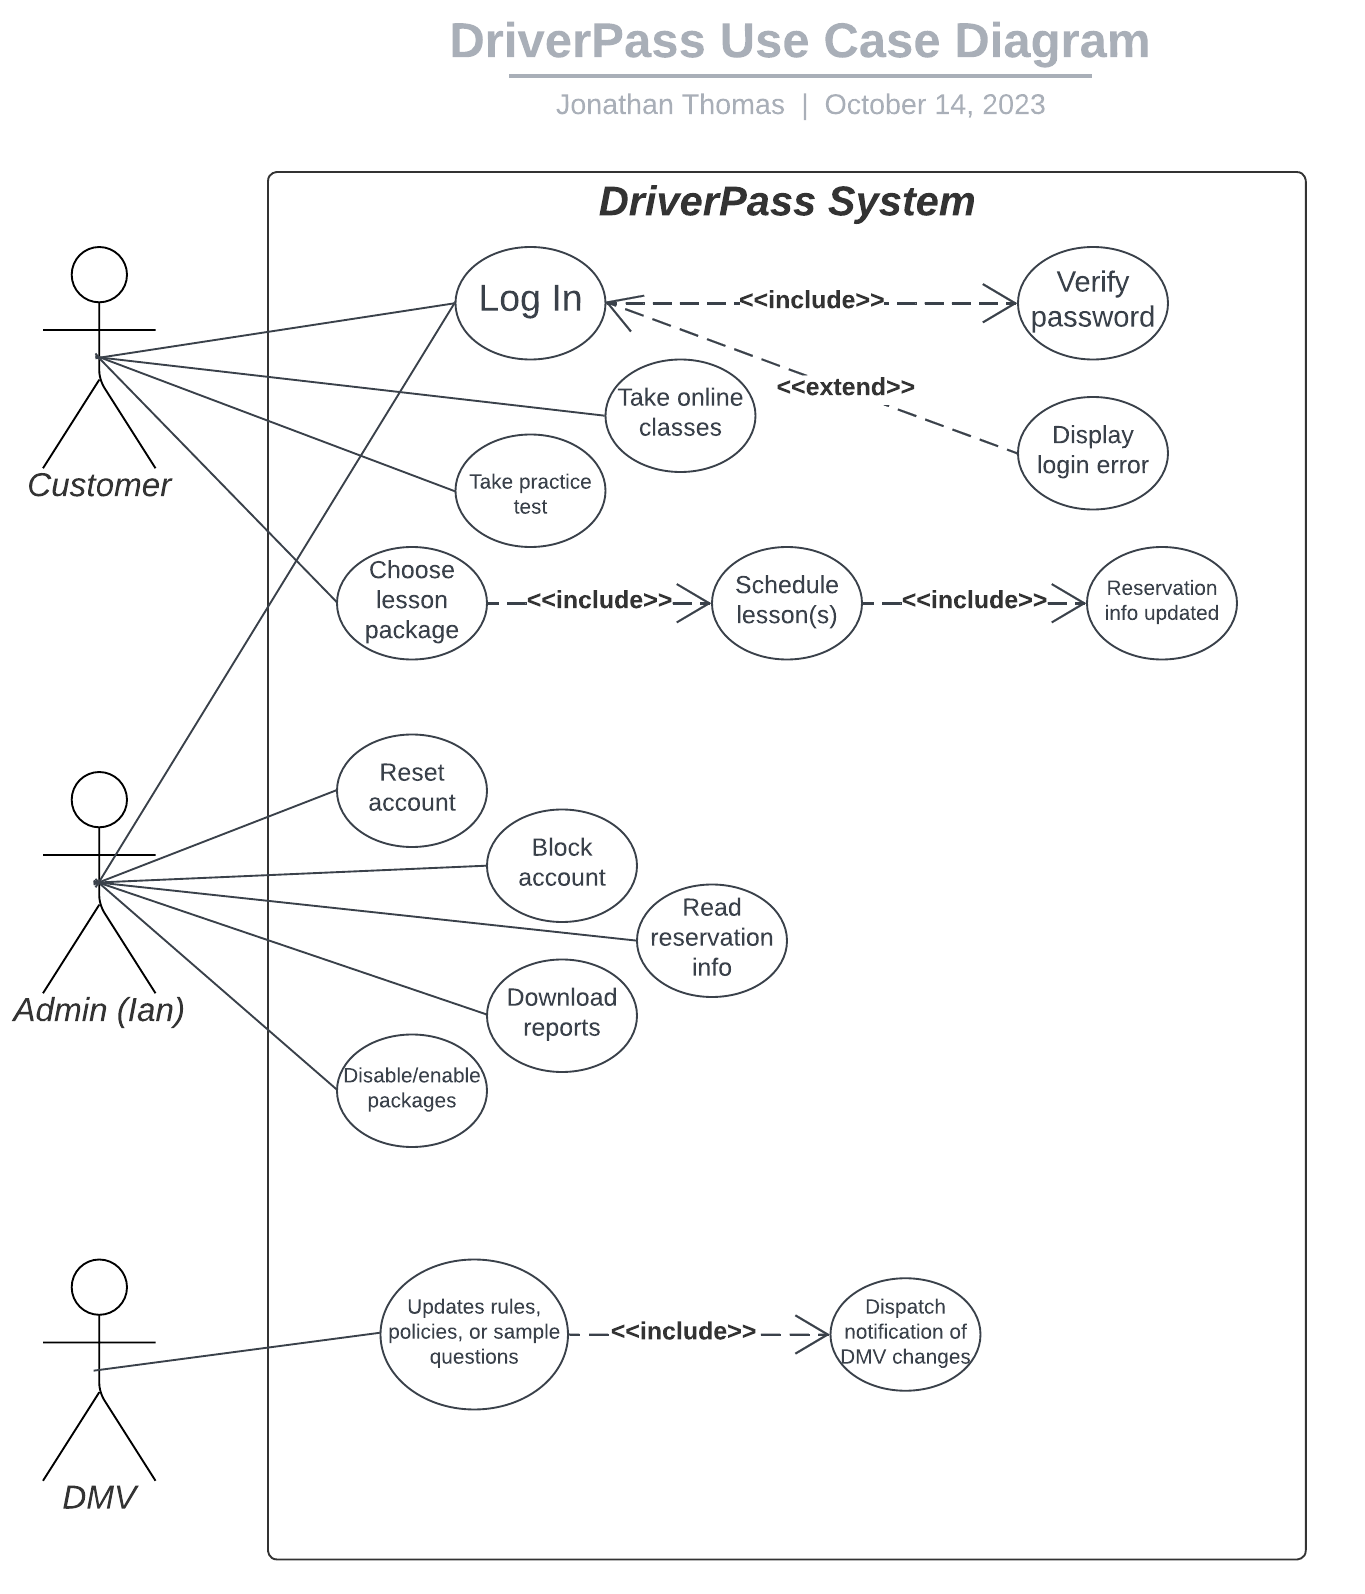 DriverPass Use Case Diagram
Jonathan Thomas | October 14, 2023
DriverPass System
Log In
<<include>>
Verify
password
<<extend>>
Take online
classes
Display
login error
Customer
Take practice
test
Choose
lesson
package
<<include>>
Schedule
lesson(s)
<<include>>
Reservation
info updated
Reset
account
Block
account
Read
reservation
info
Admin (Ian)
Download
reports
Disable/enable
packages
Updates rules,
policies, or sample
questions
<<include>>
Dispatch
notification of
DMV changes
DMV